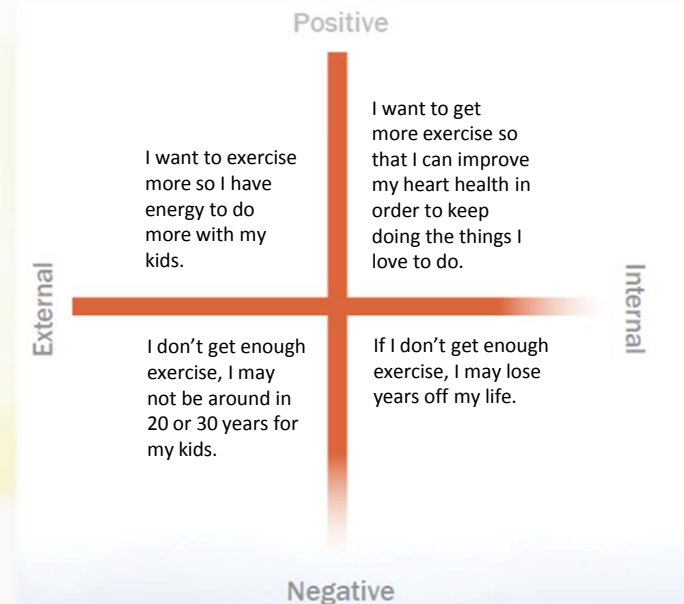 Positive
I want to exercise
more so I have
energy to do
more with my
kids.
I want to get
more exercise so
that I can improve
my heart health in
order to keep
doing the things I
love to do.
External
Internal
I don’t get enough
exercise, I may
not be around in
20 or 30 years for
my kids.
If I don’t get enough
exercise, I may lose
years off my life.
Negative